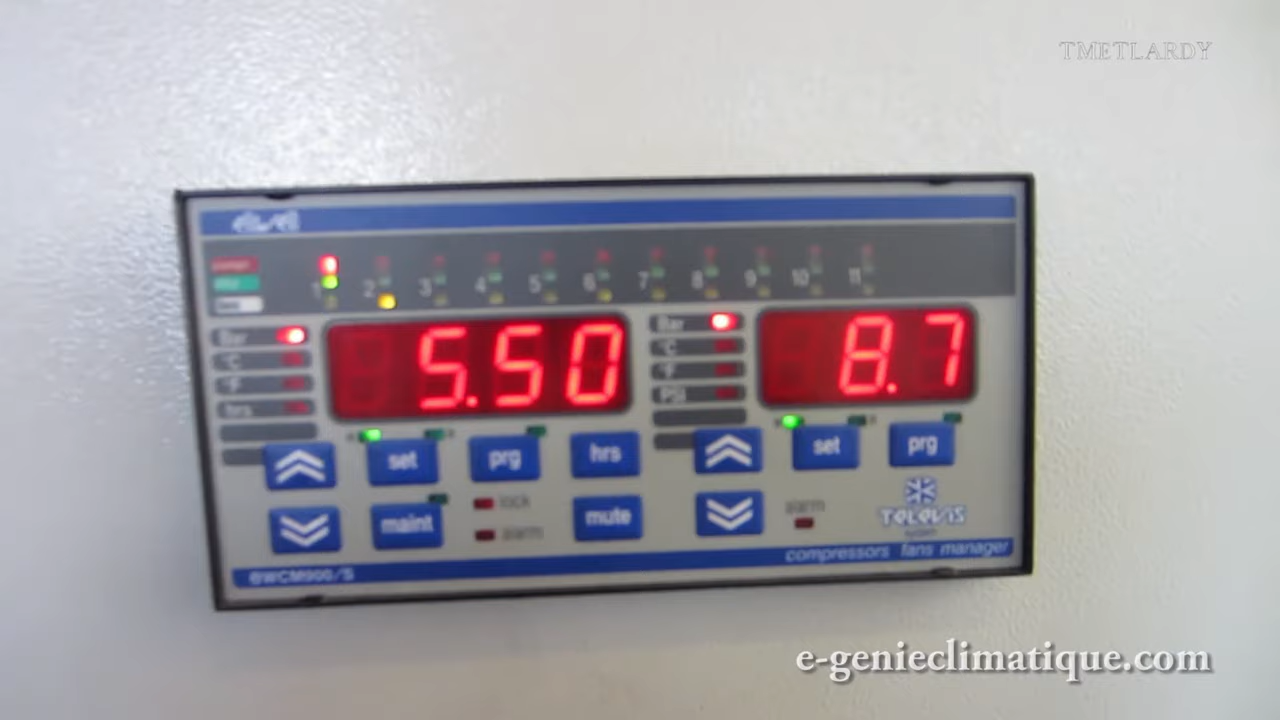 TMETLARDY
eliwell
1 2 3 4 5 6 7 8 9 10 11
Bar
°C
°F
hrs
5.50
Bar
°C
°F
PSI
8.7
set
prg
hrs
set
prg
maint
lock
alarm
mute
alarm
TELEVIS
system
compressors fans manager
EWCM900/S
e-genieclimatique.com